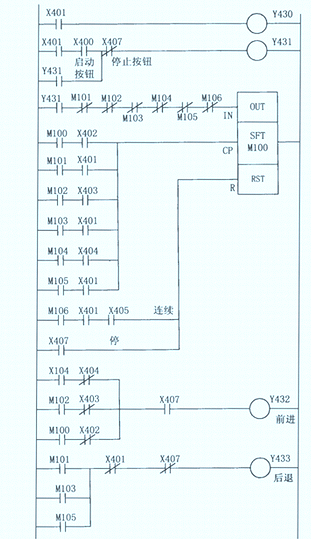 X401 Y430
X401 X400 X407 Y431
启动 停止按钮
按钮
Y431
Y431 M101 M102 M103 M104 M105 M106 IN OUT
M100 X402 CP SFT
M100
M101 X401
M102 X403 R RST
M103 X401
M104 X404
M105 X401
M106 X401 X405 连续
X407 停
X104 X404
M102 X403 X407 Y432
前进
M100 X402
M101 X401 X407 Y433
后退
M103
M105